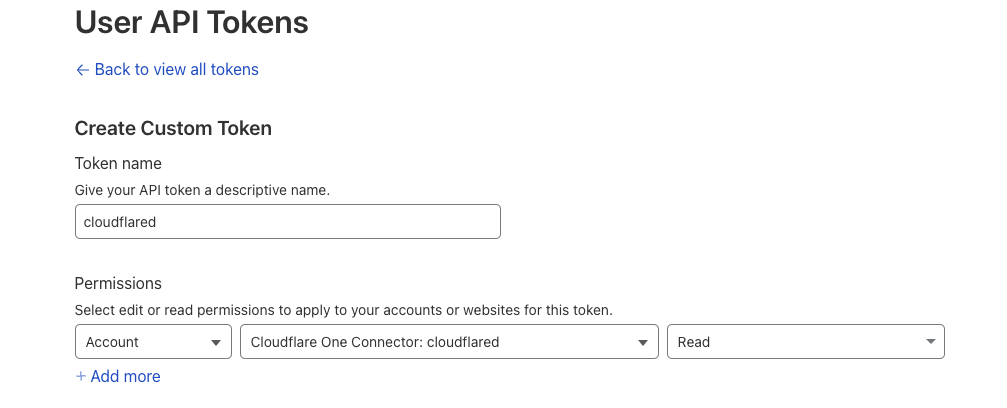 User API Tokens
← Back to view all tokens
Create Custom Token
Token name
Give your API token a descriptive name.
cloudflared
Permissions
Select edit or read permissions to apply to your accounts or websites for this token.
Account Cloudflare One Connector: cloudflared Read
+ Add more